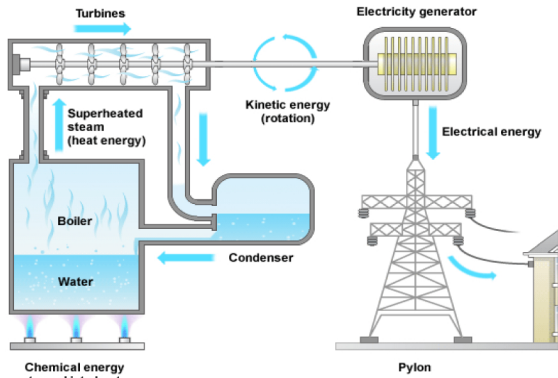 Turbines
Electricity generator
Superheated
steam
(heat energy)
Kinetic energy
(rotation)
Electrical energy
Boiler
Water
Condenser
Chemical energy
Pylon